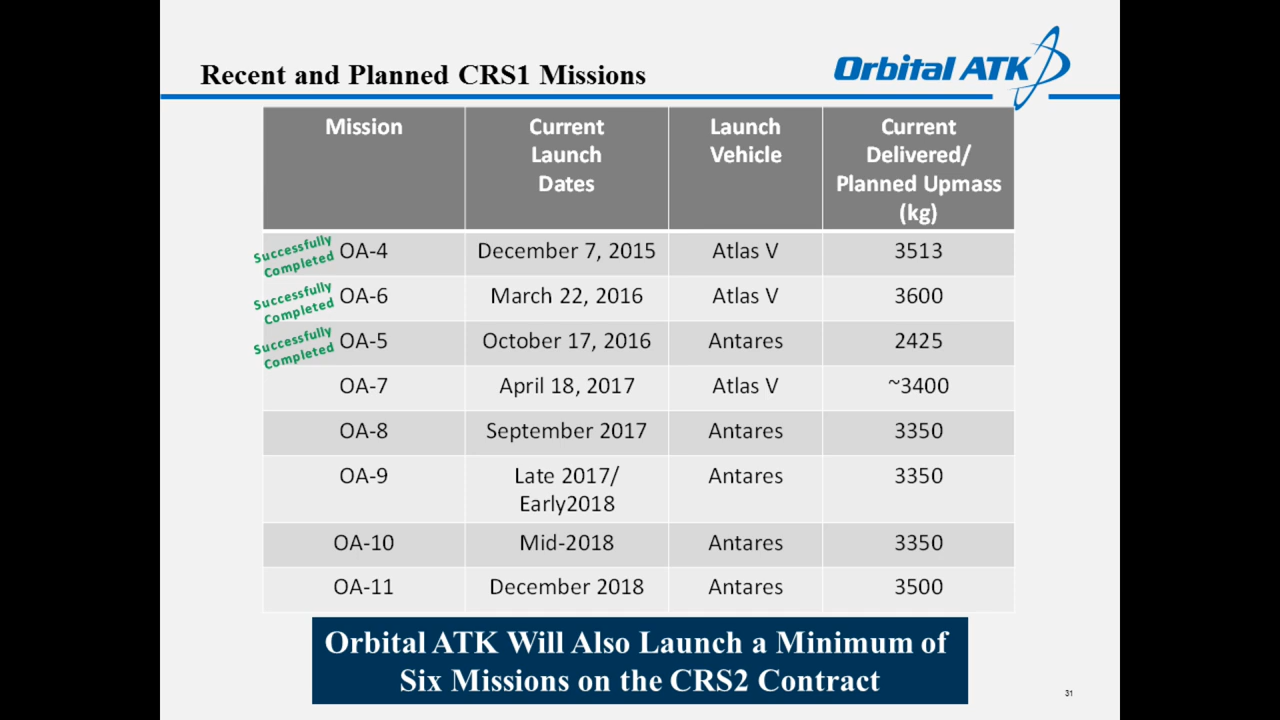 Recent and Planned CRS1 Missions
Orbital ATK
Mission
Current
Launch
Dates
Launch
Vehicle
Current
Delivered/
Planned Upmass
(kg)
Successfully
Completed
OA-4 December 7, 2015 Atlas V 3513
Successfully
Completed
OA-6 March 22, 2016 Atlas V 3600
Successfully
Completed
OA-5 October 17, 2016 Antares 2425
OA-7 April 18, 2017 Atlas V ~3400
OA-8 September 2017 Antares 3350
OA-9 Late 2017/ Antares 3350
Early2018
OA-10 Mid-2018 Antares 3350
OA-11 December 2018 Antares 3500
Orbital ATK Will Also Launch a Minimum of
Six Missions on the CRS2 Contract
31